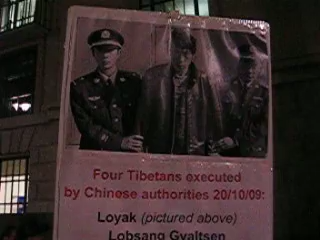 Four Tibetans executed
by Chinese authorities 20/10/09:
Loyak (pictured above)
Lobsang Gyaltsen